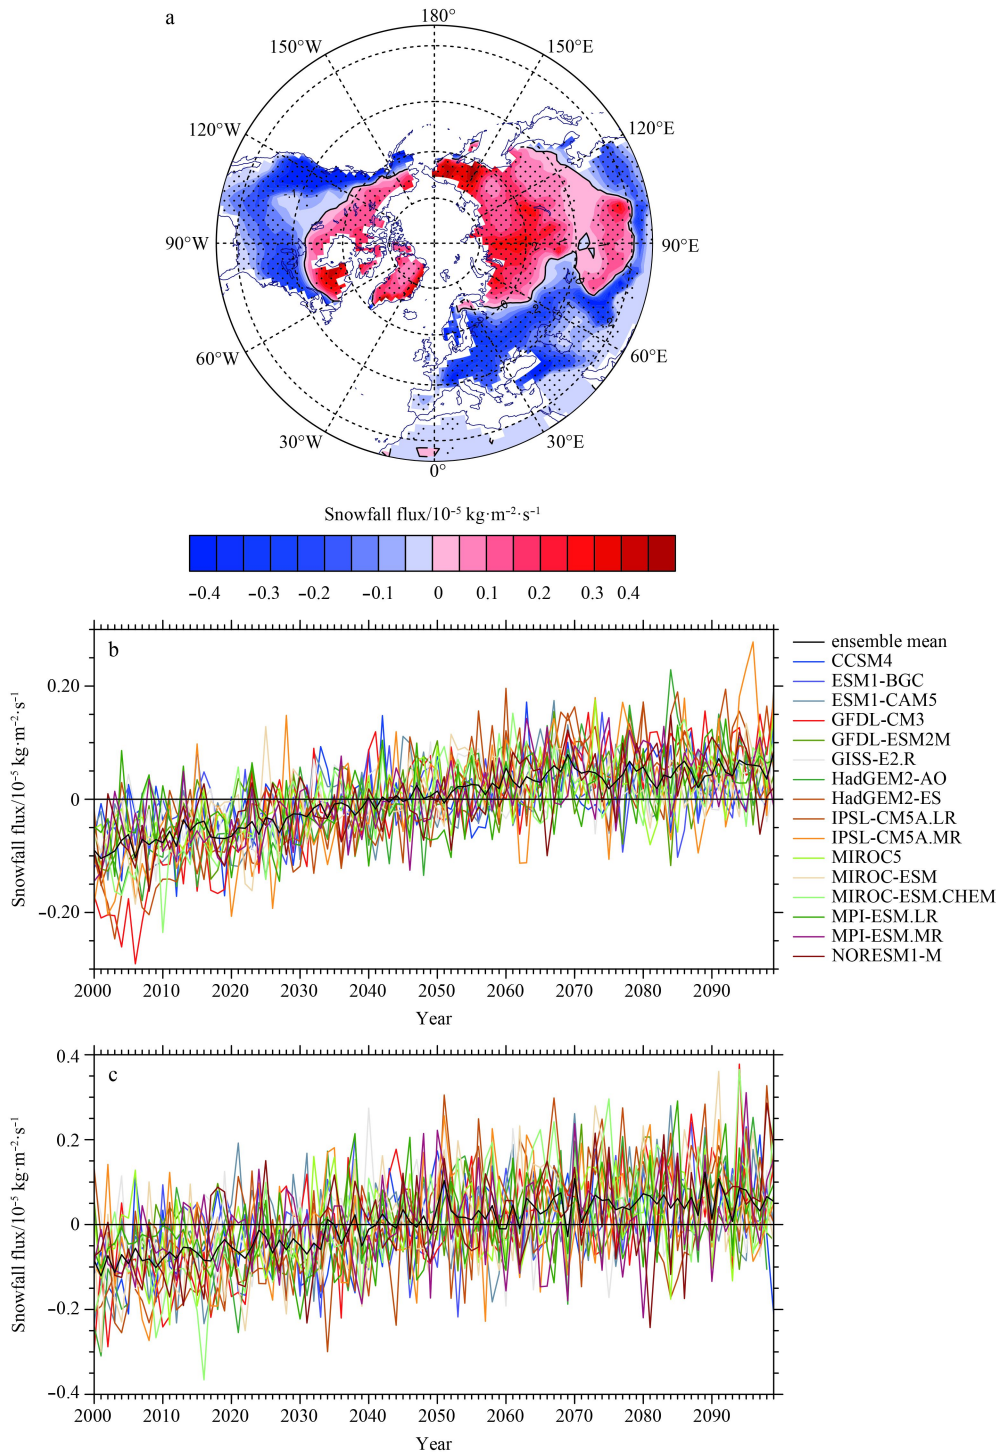 a
180°
150°W
150°E
120°W
120°E
90°W
90°E
60°W
60°E
30°W
30°E
0°
Snowfall flux/10⁻⁵ kg·m⁻²·s⁻¹
−0.4 −0.3 −0.2 −0.1 0 0.1 0.2 0.3 0.4
b
Snowfall flux/10⁻⁵ kg·m⁻²·s⁻¹
0.20
0
−0.20
2000 2010 2020 2030 2040 2050 2060 2070 2080 2090
Year
ensemble mean
CCSM4
ESM1-BGC
ESM1-CAM5
GFDL-CM3
GFDL-ESM2M
GISS-E2.R
HadGEM2-AO
HadGEM2-ES
IPSL-CM5A.LR
IPSL-CM5A.MR
MIROC5
MIROC-ESM
MIROC-ESM.CHEM
MPI-ESM.LR
MPI-ESM.MR
NORESM1-M
c
Snowfall flux/10⁻⁵ kg·m⁻²·s⁻¹
0.4
0.2
0
−0.2
−0.4
2000 2010 2020 2030 2040 2050 2060 2070 2080 2090
Year